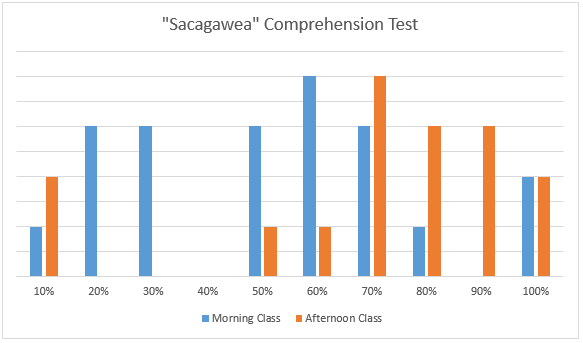 "Sacagawea" Comprehension Test
10% 20% 30% 40% 50% 60% 70% 80% 90% 100%
Morning Class Afternoon Class